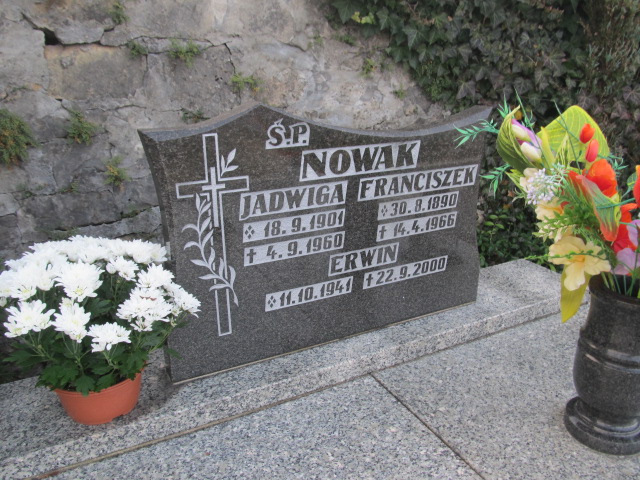 Ś.P.
NOWAK
JADWIGA FRANCISZEK
18.9.1901 30.8.1890
† 4.9.1960 † 14.4.1966
ERWIN
11.10.1941 † 22.9.2000